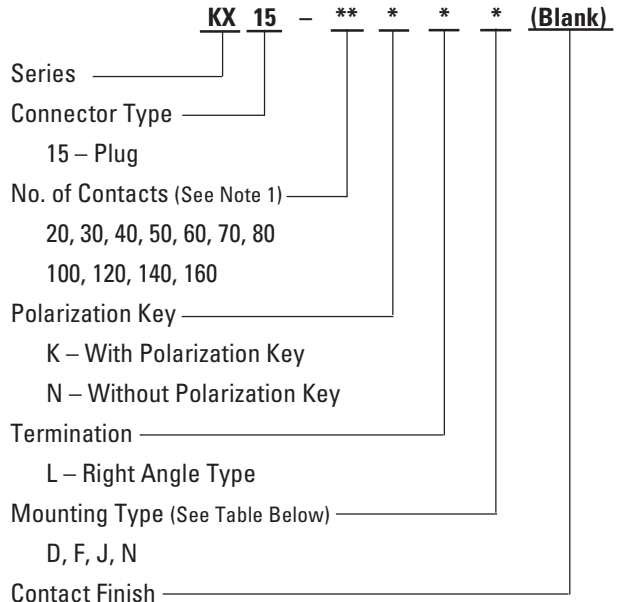 KX 15 – ** * * * (Blank)
Series
Connector Type
15 – Plug
No. of Contacts (See Note 1)
20, 30, 40, 50, 60, 70, 80
100, 120, 140, 160
Polarization Key
K – With Polarization Key
N – Without Polarization Key
Termination
L – Right Angle Type
Mounting Type (See Table Below)
D, F, J, N
Contact Finish